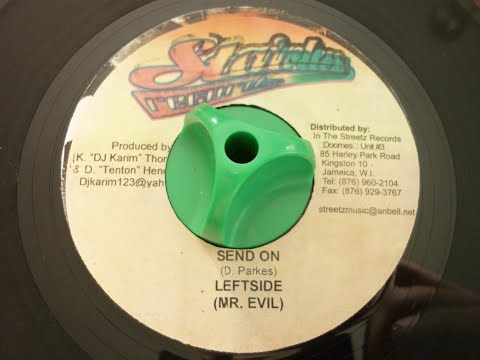 Produced by
K. "DJ Karim" Thom
& D. "Tenton" Hend
Djkarim123@yah
Distributed by:
In The Streetz Records
:Doomes:: Unit #3
85 Harley Park Road
Kingston 10
Jamaica, W.I.
Tel: (876) 960-2104
Fax: (876) 929-3767
streetzmusic@anbell.net
SEND ON
(D. Parkes)
LEFTSIDE
(MR. EVIL)